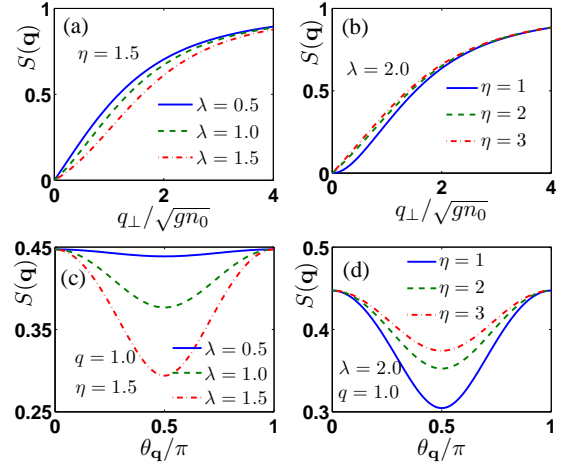 (a)
S(q)
1
0.5
0
η = 1.5
λ = 0.5
λ = 1.0
λ = 1.5
0 2 4
q⊥/√gn₀
(b)
S(q)
1
0.5
0
λ = 2.0
η = 1
η = 2
η = 3
0 2 4
q⊥/√gn₀
(c)
S(q)
0.45
0.35
0.25
q = 1.0
η = 1.5
λ = 0.5
λ = 1.0
λ = 1.5
0 0.5 1
θq/π
(d)
S(q)
0.5
0.4
0.3
η = 1
η = 2
η = 3
λ = 2.0
q = 1.0
0 0.5 1
θq/π